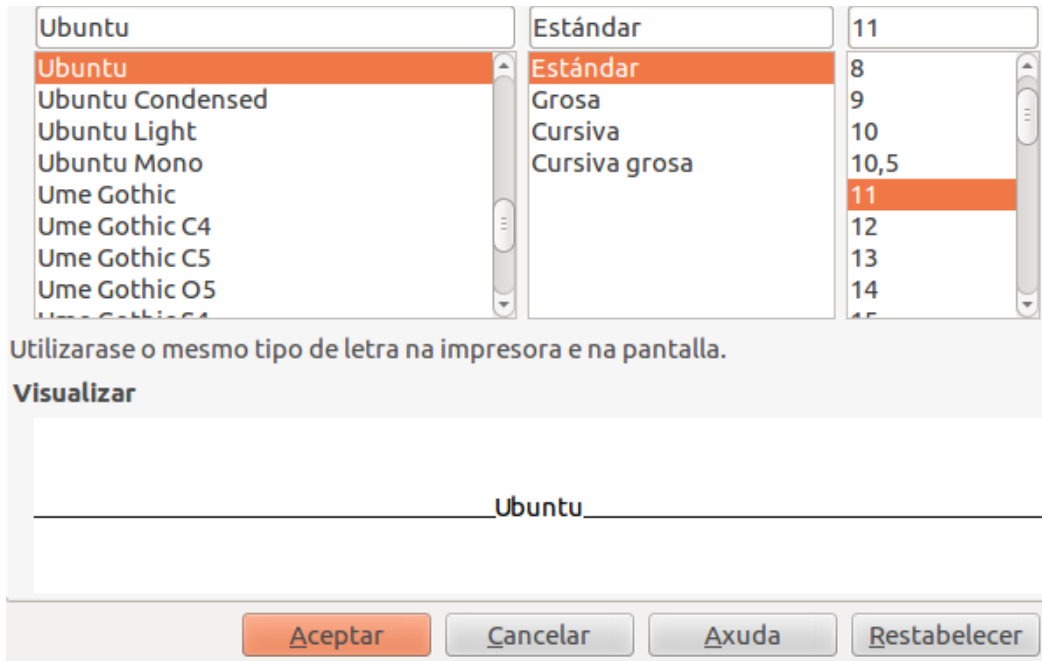 Ubuntu Estándar 11
Ubuntu Estándar 8
Ubuntu Condensed Grosa 9
Ubuntu Light Cursiva 10
Ubuntu Mono Cursiva grosa 10,5
Ume Gothic 11
Ume Gothic C4 12
Ume Gothic C5 13
Ume Gothic O5 14
Utilizarase o mesmo tipo de letra na impresora e na pantalla.
Visualizar
Ubuntu
Aceptar Cancelar Axuda Restabelecer